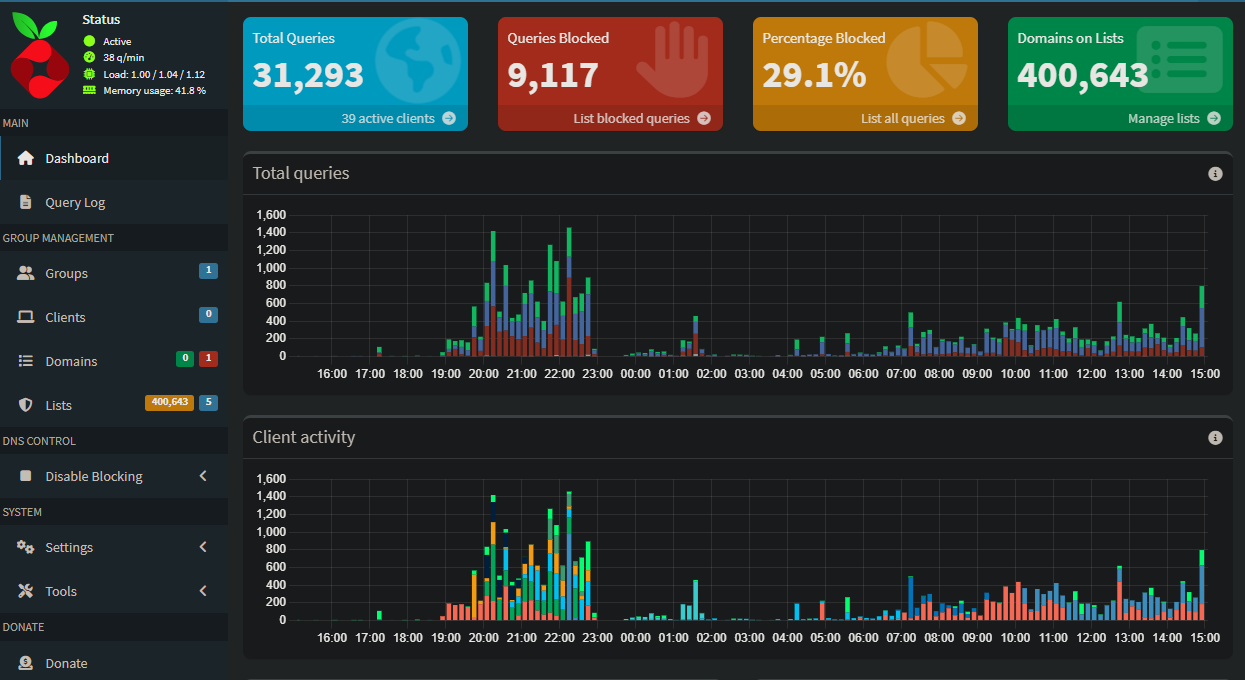 Status
Active
38 q/min
Load: 1.00 / 1.04 / 1.12
Memory usage: 41.8 %
MAIN
Dashboard
Query Log
GROUP MANAGEMENT
Groups 1
Clients 0
Domains 0 1
Lists 400,643 5
DNS CONTROL
Disable Blocking
SYSTEM
Settings
Tools
DONATE
Donate
Total Queries
31,293
39 active clients
Queries Blocked
9,117
List blocked queries
Percentage Blocked
29.1%
List all queries
Domains on Lists
400,643
Manage lists
Total queries
1,600
1,400
1,200
1,000
800
600
400
200
0
16:00 17:00 18:00 19:00 20:00 21:00 22:00 23:00 00:00 01:00 02:00 03:00 04:00 05:00 06:00 07:00 08:00 09:00 10:00 11:00 12:00 13:00 14:00 15:00
Client activity
1,600
1,400
1,200
1,000
800
600
400
200
0
16:00 17:00 18:00 19:00 20:00 21:00 22:00 23:00 00:00 01:00 02:00 03:00 04:00 05:00 06:00 07:00 08:00 09:00 10:00 11:00 12:00 13:00 14:00 15:00